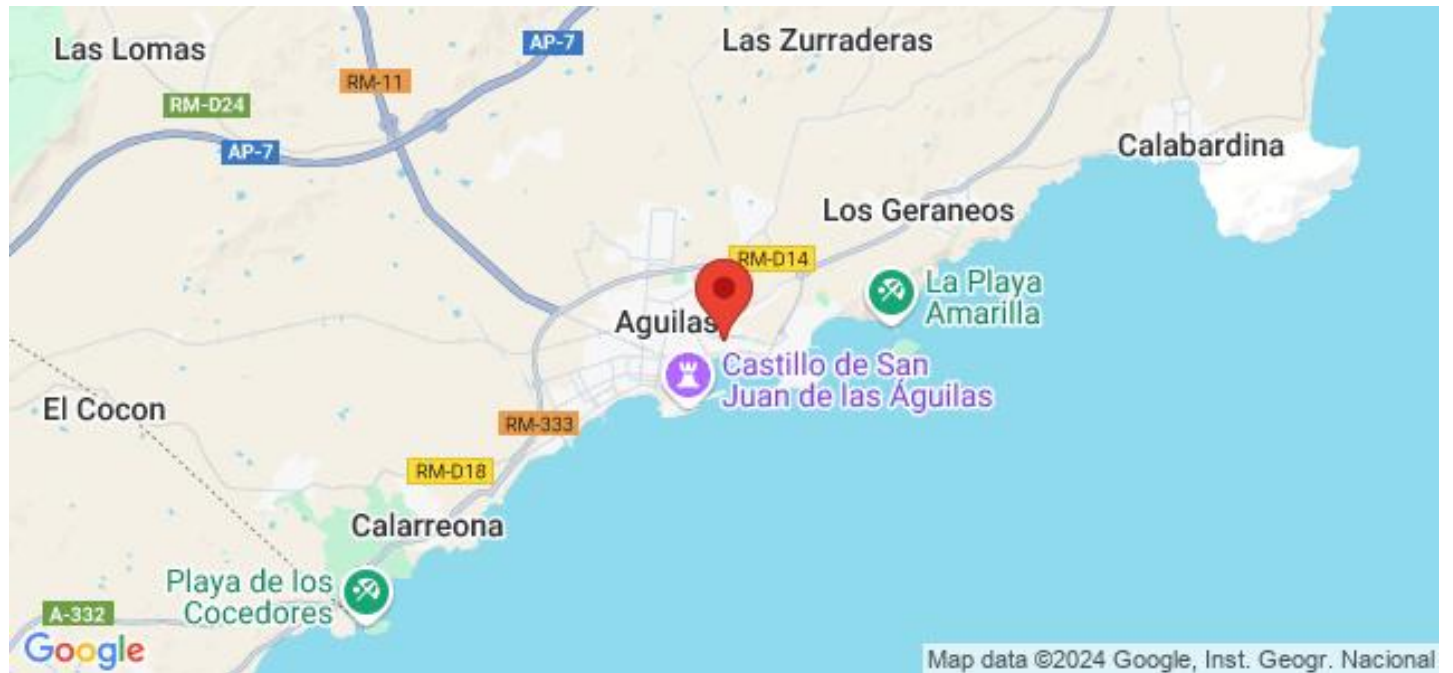 Las Lomas
AP-7
Las Zurraderas
RM-11
RM-D24
AP-7
Calabardina
Los Geraneos
RM-D14
La Playa
Amarilla
Aguilas
Castillo de San
Juan de las Águilas
El Cocon
RM-333
RM-D18
Calarreona
Playa de los
Cocedores
A-332
Google
Map data ©2024 Google, Inst. Geogr. Nacional